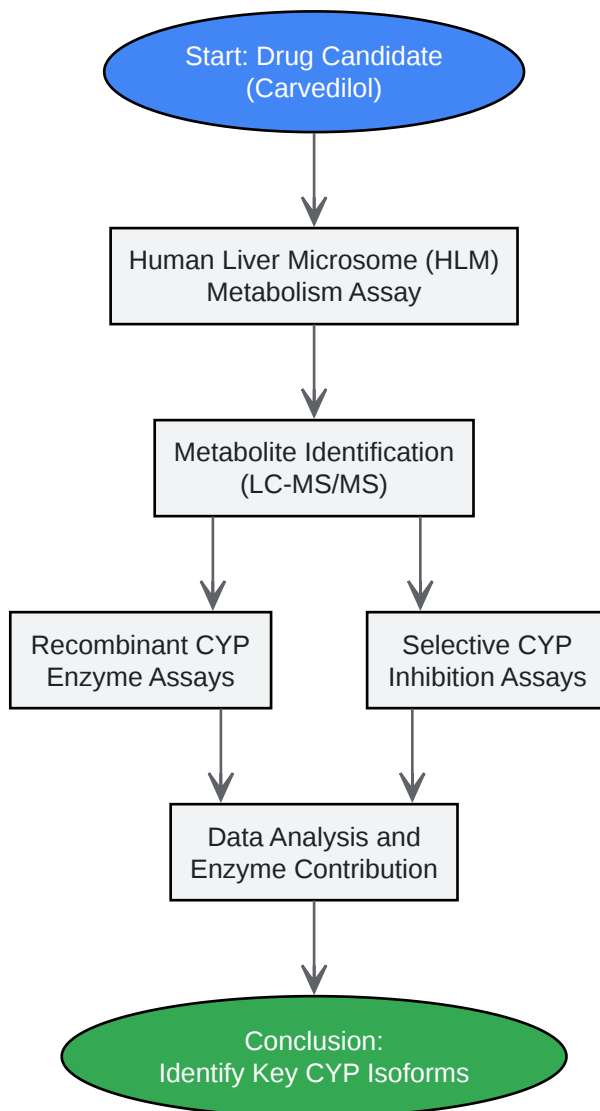 Start: Drug Candidate
(Carvedilol)
Human Liver Microsome (HLM)
Metabolism Assay
Metabolite Identification
(LC-MS/MS)
Recombinant CYP
Enzyme Assays
Selective CYP
Inhibition Assays
Data Analysis and
Enzyme Contribution
Conclusion:
Identify Key CYP Isoforms